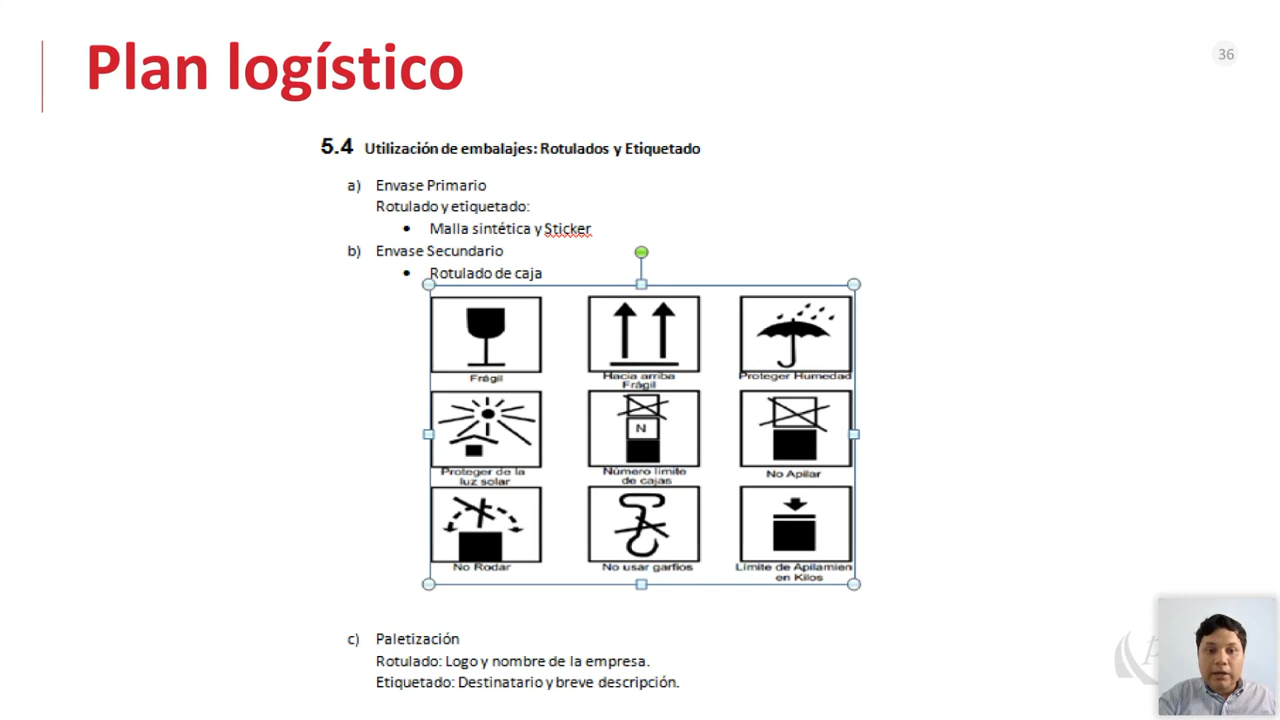 Plan logístico
36
5.4 Utilización de embalajes: Rotulados y Etiquetado
a) Envase Primario
Rotulado y etiquetado:
• Malla sintética y Sticker
b) Envase Secundario
• Rotulado de caja
Frágil
Hacia arriba
Frágil
Proteger Humedad
N
Proteger de la
luz solar
Número límite
de cajas
No Apilar
No Rodar
No usar garfios
Límite de Apilamien
en Kilos
c) Paletización
Rotulado: Logo y nombre de la empresa.
Etiquetado: Destinatario y breve descripción.